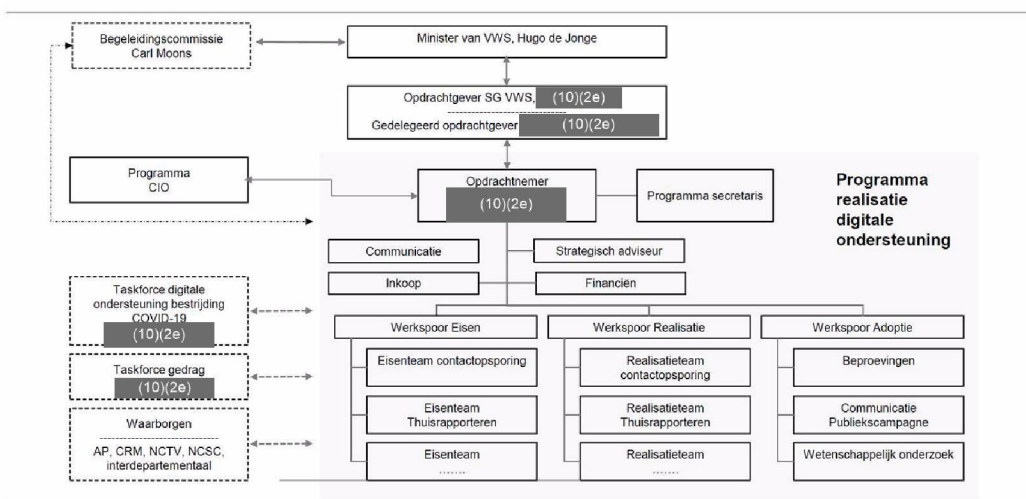 Begeleidingscommissie
Carl Moons
Minister van VWS, Hugo de Jonge
Opdrachtgever SG VWS, (10)(2e)
Gedelegeerd opdrachtgever (10)(2e)
Programma
CIO
Opdrachtnemer
(10)(2e)
Programma secretaris
Programma
realisatie
digitale
ondersteuning
Communicatie
Strategisch adviseur
Inkoop
Financiën
Taskforce digitale
ondersteuning bestrijding
COVID-19
(10)(2e)
Taskforce gedrag
(10)(2e)
Waarborgen
AP, CRM, NCTV, NCSC,
interdepartementaal
Werkspoor Eisen
Eisenteam contactopsporing
Eisenteam
Thuisrapporteren
Eisenteam
.......
Werkspoor Realisatie
Realisatieteam
contactopsporing
Realisatieteam
Thuisrapporteren
Realisatieteam
.......
Werkspoor Adoptie
Beproevingen
Communicatie
Publiekscampagne
Wetenschappelijk onderzoek